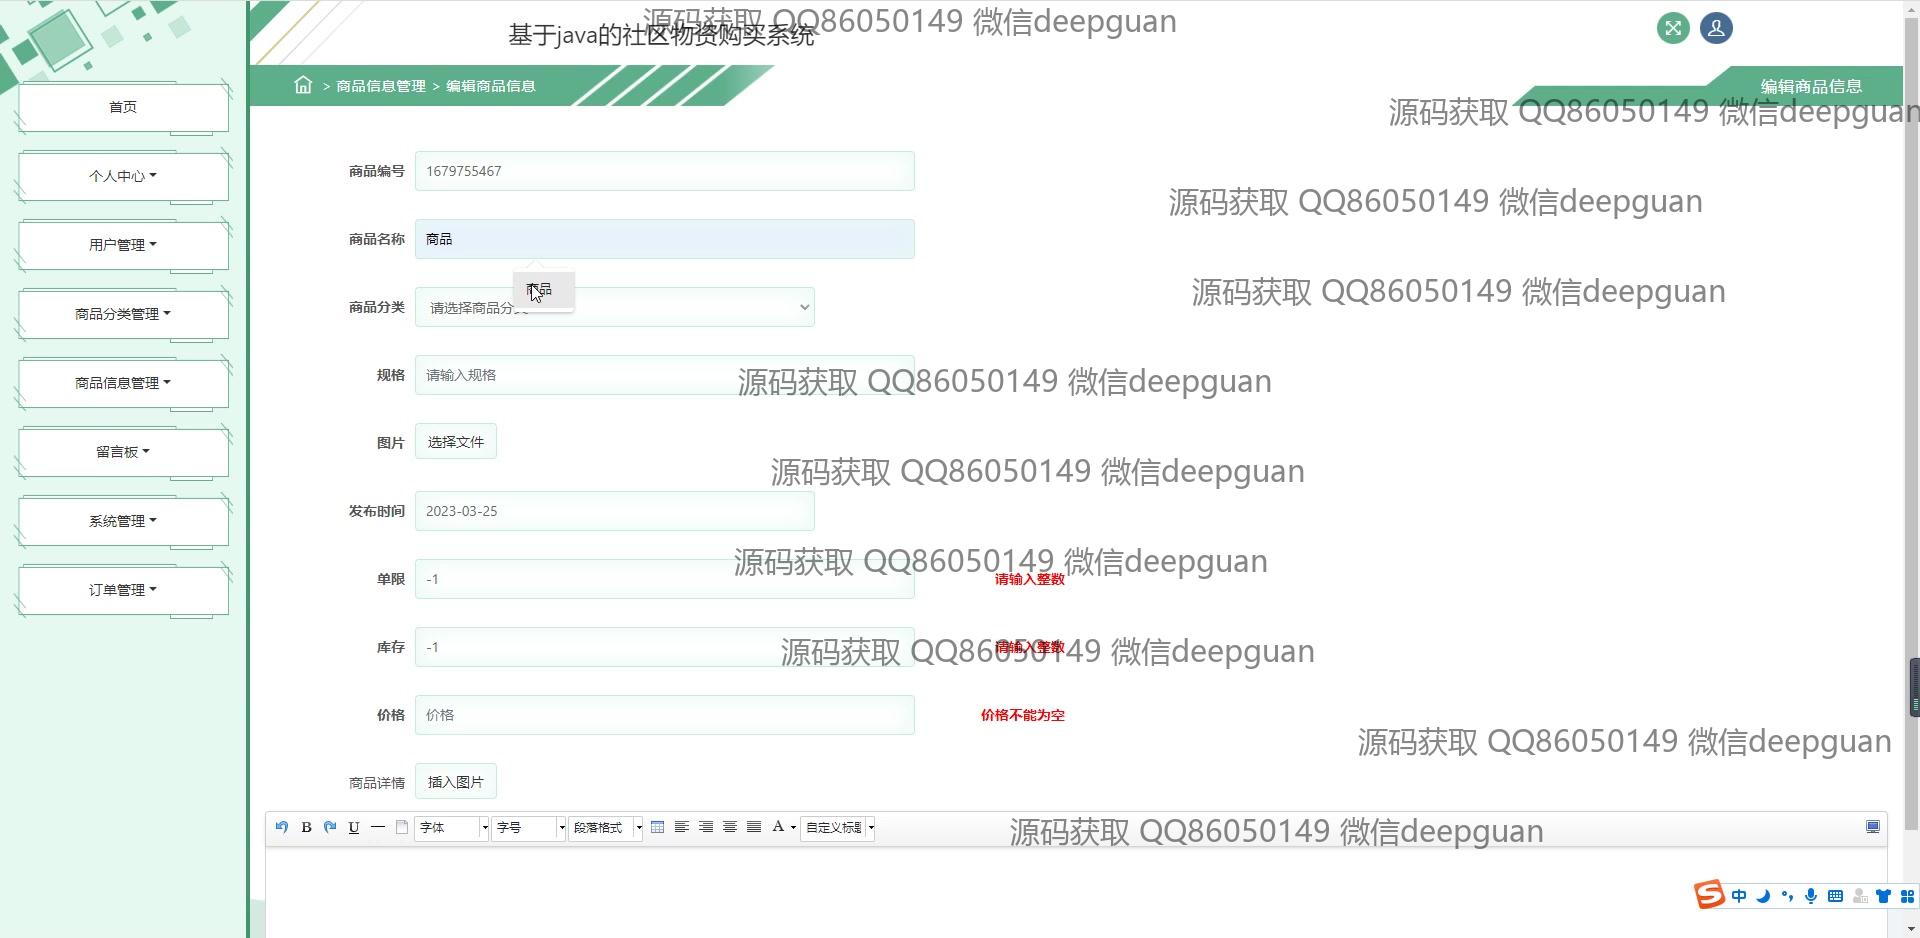 基于java的社区物资购买系统
源码获取 QQ86050149 微信deepguan
> 商品信息管理 > 编辑商品信息
编辑商品信息
源码获取 QQ86050149 微信deepguan
首页
个人中心
用户管理
商品分类管理
商品信息管理
留言板
系统管理
订单管理
商品编号 1679755467
源码获取 QQ86050149 微信deepguan
商品名称 商品
商品
源码获取 QQ86050149 微信deepguan
商品分类 请选择商品分类
规格 请输入规格
源码获取 QQ86050149 微信deepguan
图片 选择文件
源码获取 QQ86050149 微信deepguan
发布时间 2023-03-25
源码获取 QQ86050149 微信deepguan
单限 -1 请输入整数
库存 -1 请输入整数
源码获取 QQ86050149 微信deepguan
价格 价格 价格不能为空
源码获取 QQ86050149 微信deepguan
商品详情 插入图片
B U 字体 字号 段落格式 A 自定义标题
源码获取 QQ86050149 微信deepguan
S 中